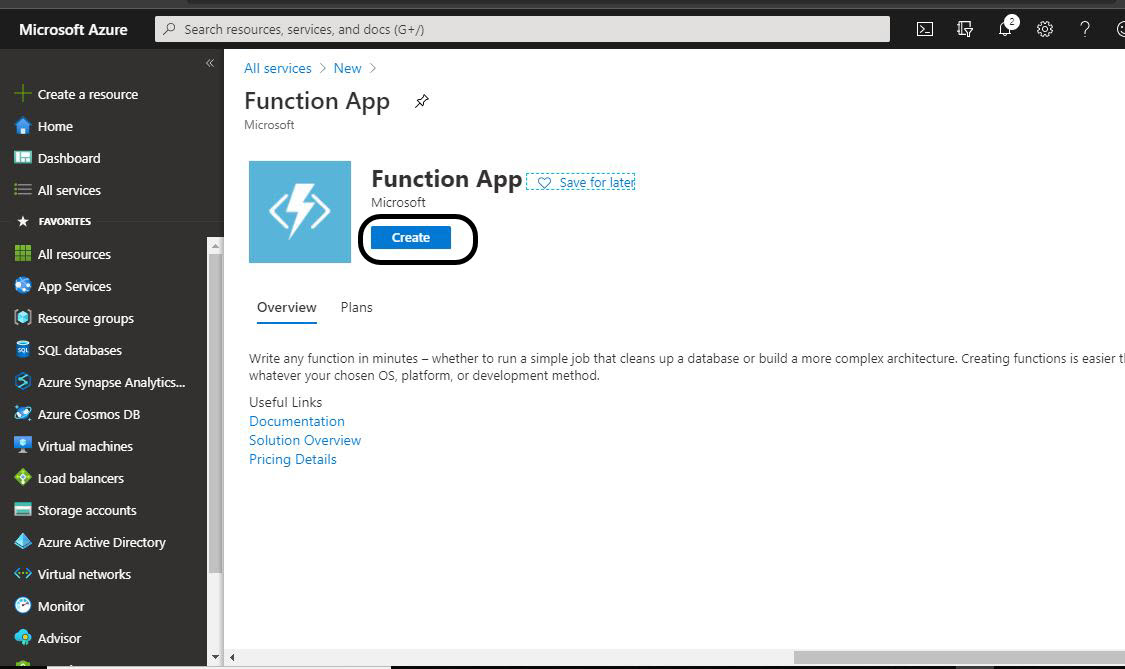 Microsoft Azure
Search resources, services, and docs (G+/)
2
All services > New >
Function App
Microsoft
Create a resource
Home
Dashboard
All services
FAVORITES
All resources
App Services
Resource groups
SQL databases
Azure Synapse Analytics...
Azure Cosmos DB
Virtual machines
Load balancers
Storage accounts
Azure Active Directory
Virtual networks
Monitor
Advisor
Function App
Save for later
Microsoft
Create
Overview Plans
Write any function in minutes – whether to run a simple job that cleans up a database or build a more complex architecture. Creating functions is easier
whatever your chosen OS, platform, or development method.
Useful Links
Documentation
Solution Overview
Pricing Details